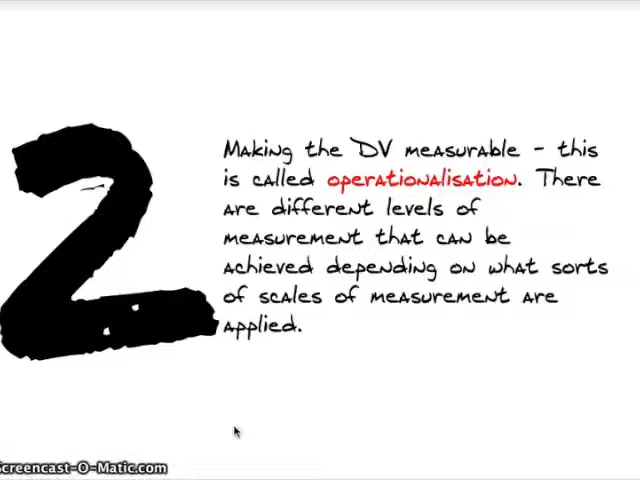 2
Making the DV measurable - this
is called operationalisation. There
are different levels of
measurement that can be
achieved depending on what sorts
of scales of measurement are
applied.
Screencast-O-Matic.com